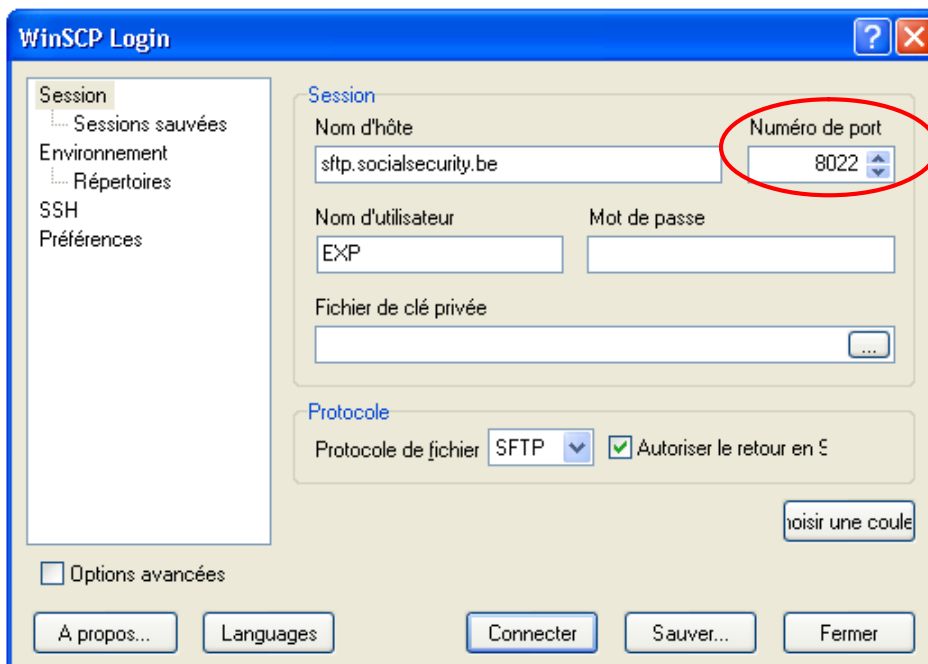 WinSCP Login
Session
Sessions sauvées
Environnement
Répertoires
SSH
Préférences
Session
Nom d'hôte
Numéro de port
sftp.socialsecurity.be
8022
Nom d'utilisateur
Mot de passe
EXP
Fichier de clé privée
...
Protocole
Protocole de fichier SFTP Autoriser le retour en S
hoisir une coule
Options avancées
A propos... Languages Connecter Sauver... Fermer